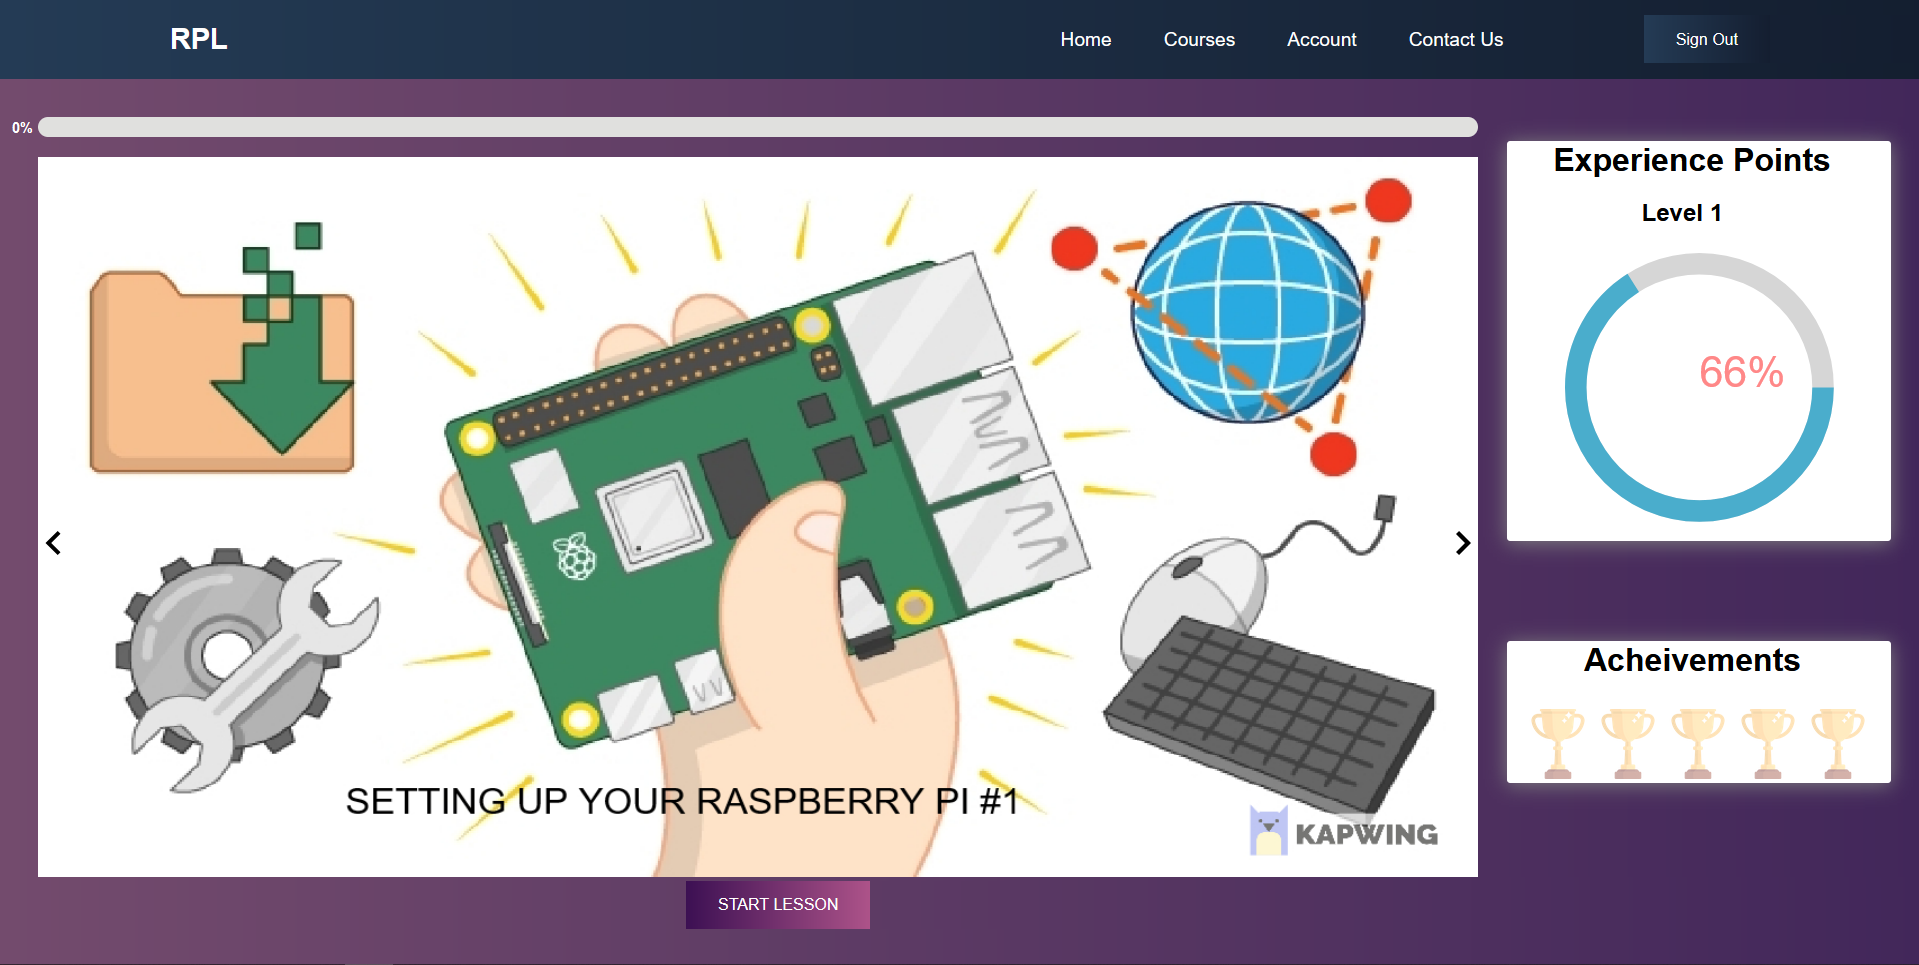 RPL
Home Courses Account Contact Us Sign Out
0%
Experience Points
Level 1
66%
SETTING UP YOUR RASPBERRY PI #1
KAPWING
Acheivements
START LESSON